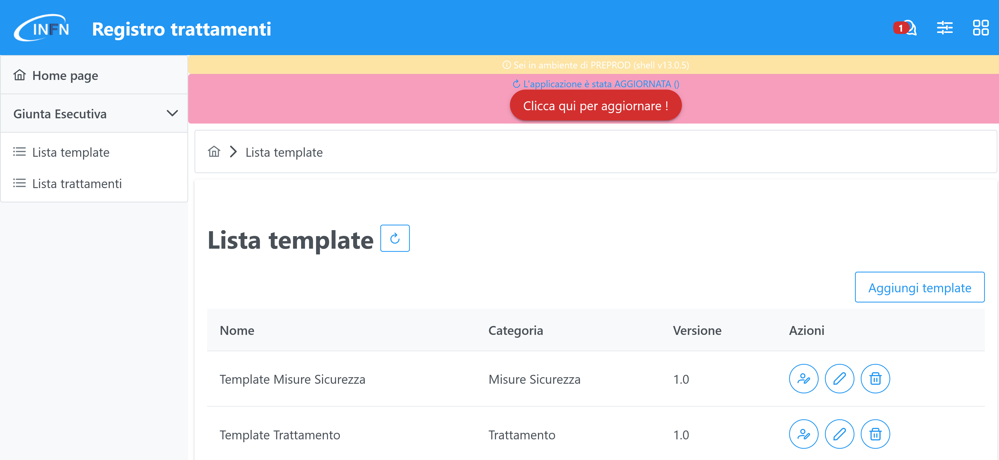 INFN
Registro trattamenti
1
Home page
Giunta Esecutiva
Lista template
Lista trattamenti
Sei in ambiente di PREPROD (shell v13.0.5)
L'applicazione è stata AGGIORNATA ()
Clicca qui per aggiornare !
Lista template
Lista template
Aggiungi template
Nome Categoria Versione Azioni
Template Misure Sicurezza Misure Sicurezza 1.0
Template Trattamento Trattamento 1.0